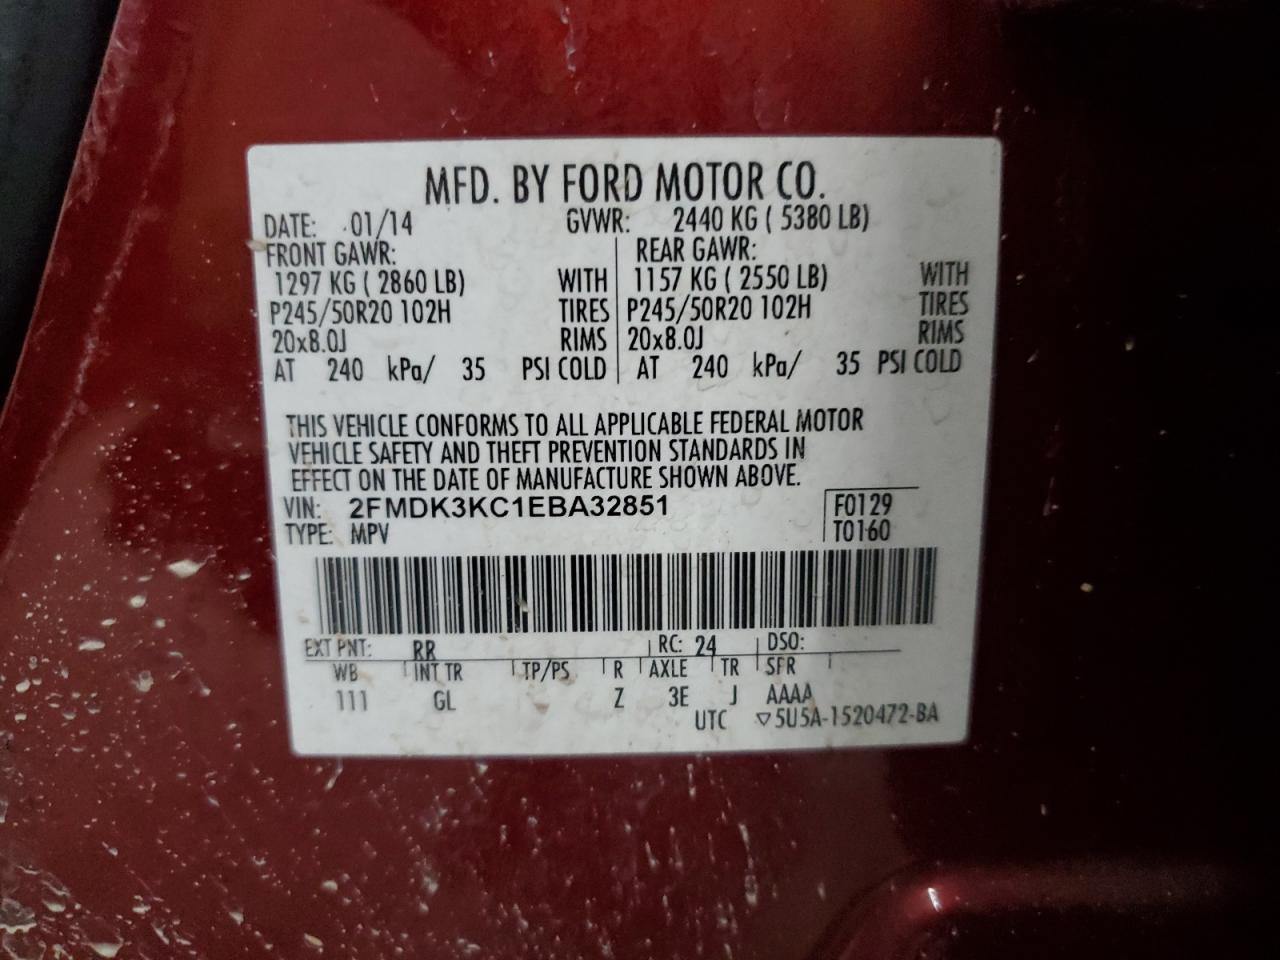 MFD. BY FORD MOTOR CO.
DATE: 01/14 GVWR: 2440 KG ( 5380 LB)
FRONT GAWR: REAR GAWR:
1297 KG ( 2860 LB) WITH 1157 KG ( 2550 LB) WITH
P245/50R20 102H TIRES P245/50R20 102H TIRES
20x8.0J RIMS 20x8.0J RIMS
AT 240 kPa/ 35 PSI COLD AT 240 kPa/ 35 PSI COLD
THIS VEHICLE CONFORMS TO ALL APPLICABLE FEDERAL MOTOR
VEHICLE SAFETY AND THEFT PREVENTION STANDARDS IN
EFFECT ON THE DATE OF MANUFACTURE SHOWN ABOVE.
VIN: 2FMDK3KC1EBA32851 F0129
TYPE: MPV T0160
EXT PNT: RR RC: 24 DSO:
WB INT TR TP/PS R AXLE TR SPR
111 GL Z 3E J AAAA
UTC ▽5U5A-1520472-BA